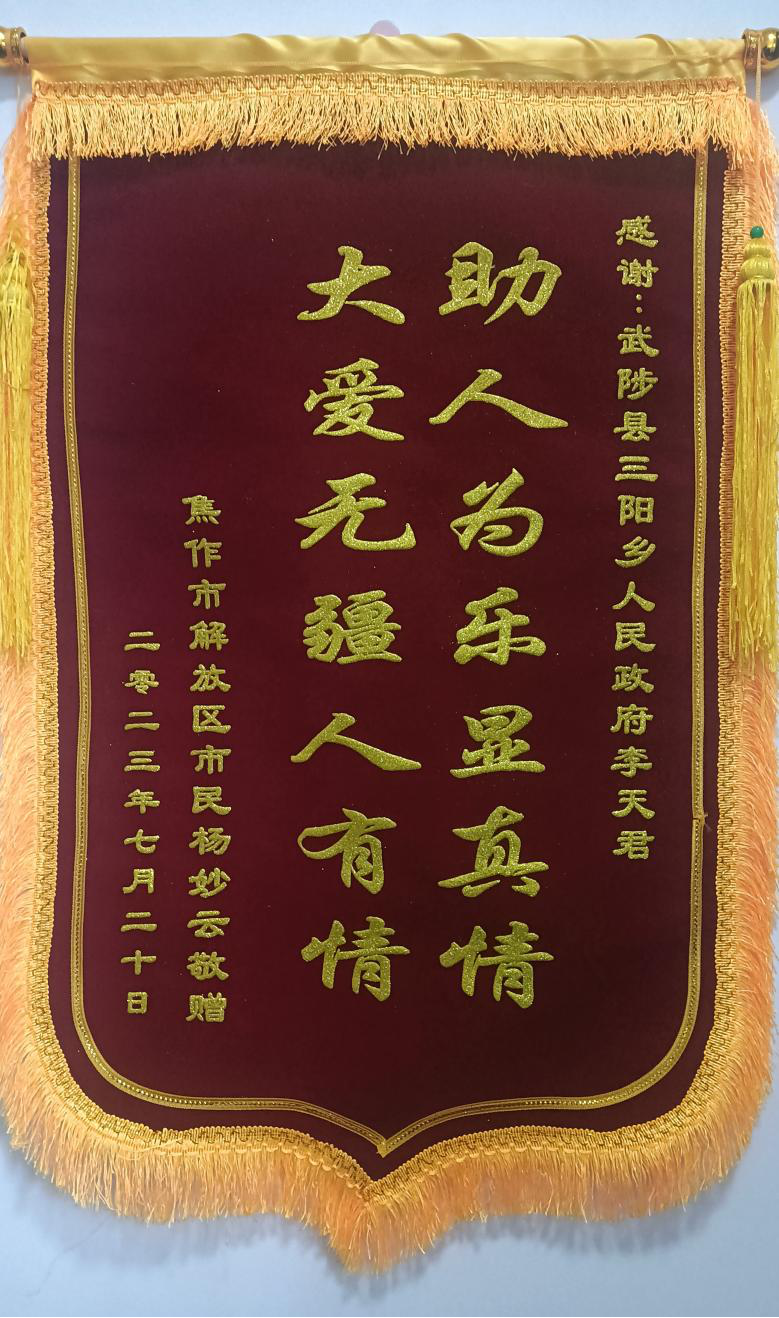 感谢：武陟县三阳乡人民政府李天君
助人为乐显真情
大爱无疆人有情
焦作市解放区市民杨妙云敬赠
二零二三年七月二十日